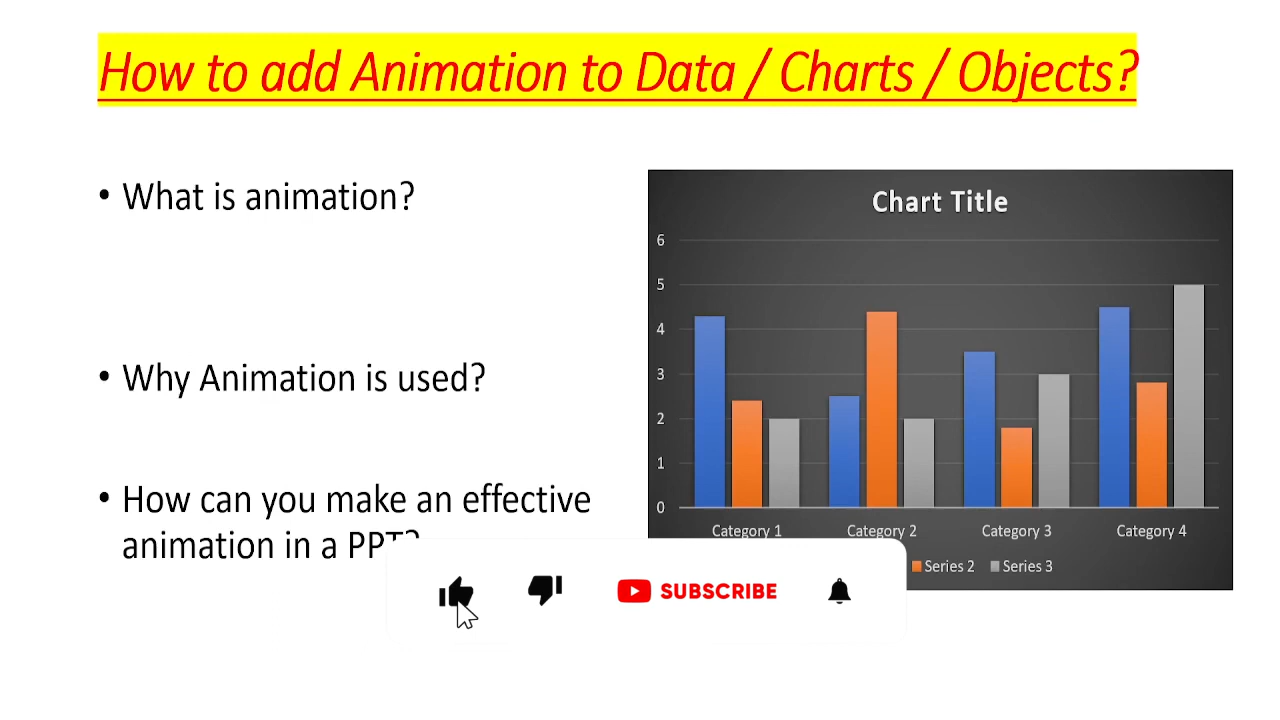 How to add Animation to Data / Charts / Objects?
• What is animation?
• Why Animation is used?
• How can you make an effective
animation in a PPT?
Chart Title
6
5
4
3
2
1
0
Category 1 Category 2 Category 3 Category 4
Series 2 Series 3
SUBSCRIBE